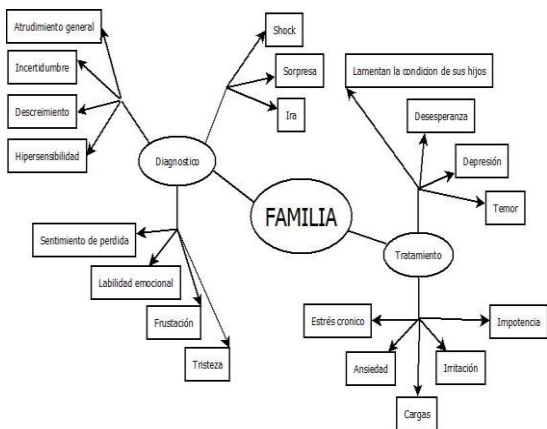 Atrudimiento general
Incertidumbre
Descreimiento
Hipersensibilidad
Shock
Sorpresa
Ira
Diagnostico
Lamentan la condicion de sus hijos
Desesperanza
Depresión
Temor
FAMILIA
Tratamiento
Sentimiento de perdida
Labilidad emocional
Frustación
Tristeza
Estrés cronico
Impotencia
Ansiedad
Irritación
Cargas